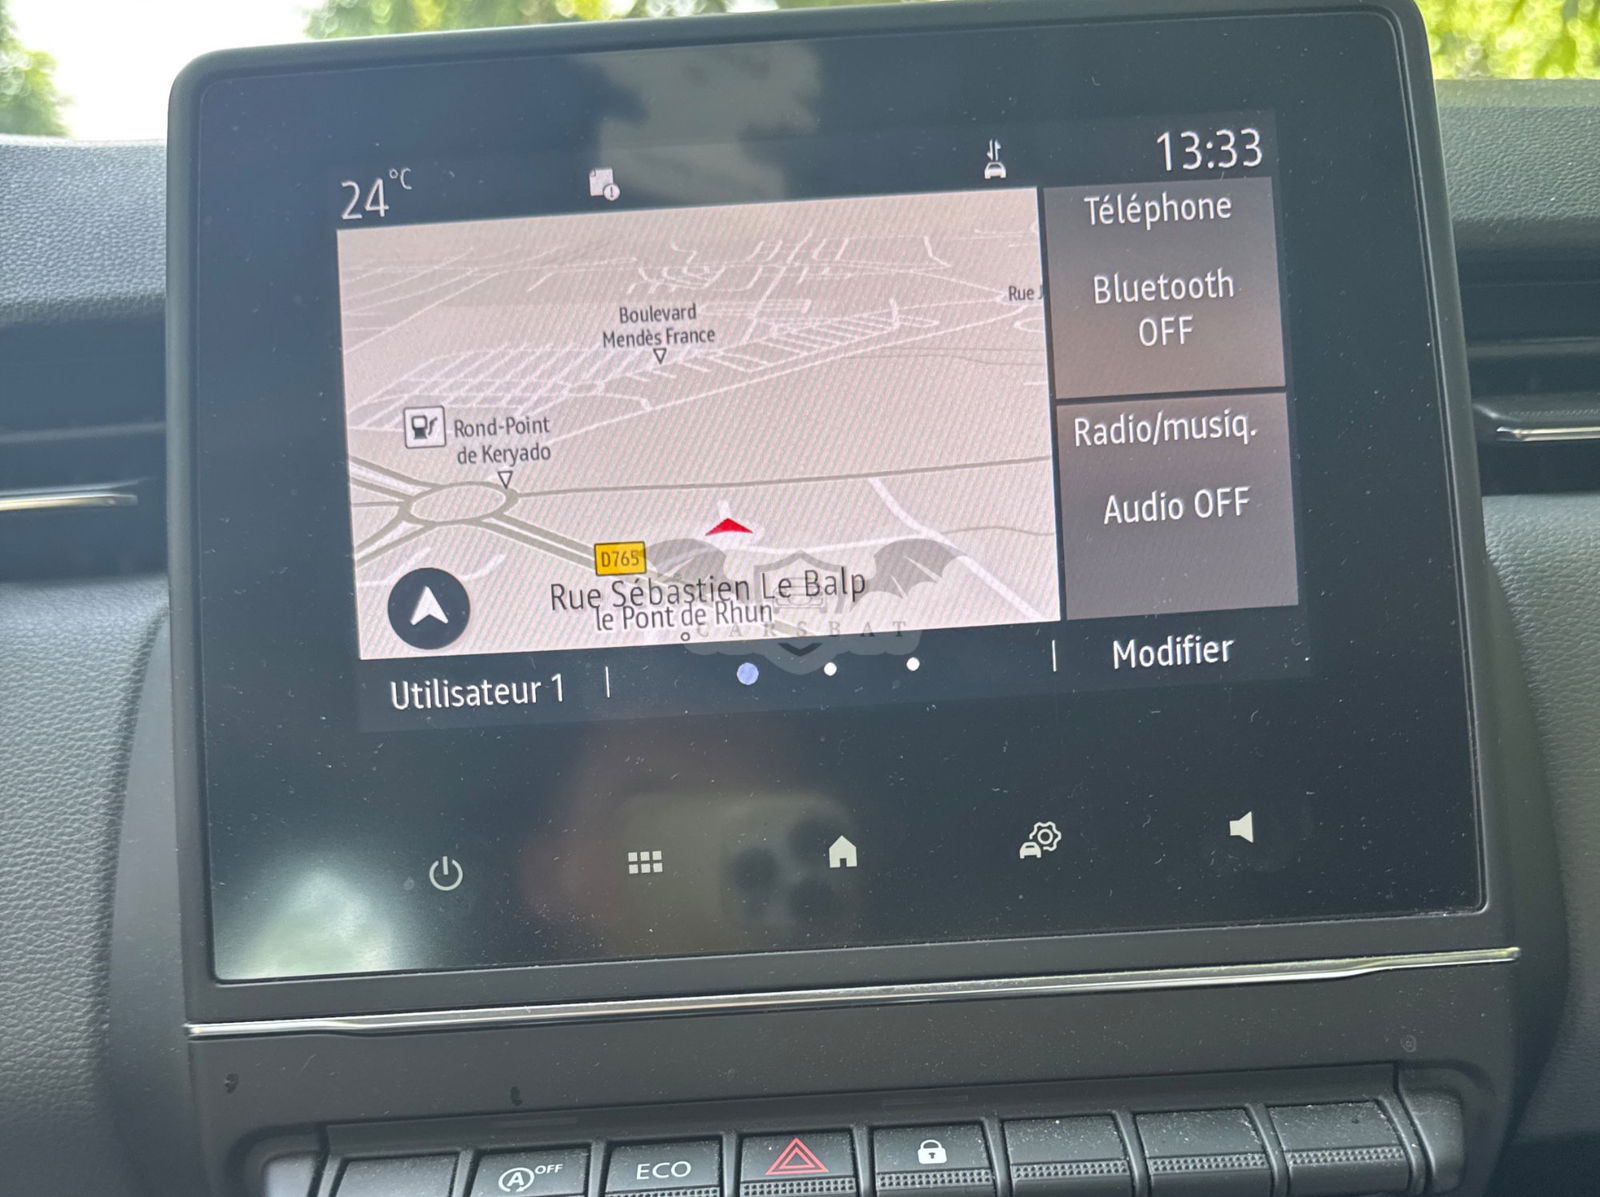 24°C
13:33
Téléphone
Bluetooth
OFF
Boulevard
Mendès France
Rue J
Rond-Point
de Keryado
Radio/musiq.
Audio OFF
D765
Rue Sébastien Le Balp
le Pont de Rhun
CARSBAT
Utilisateur 1
Modifier
A OFF
ECO